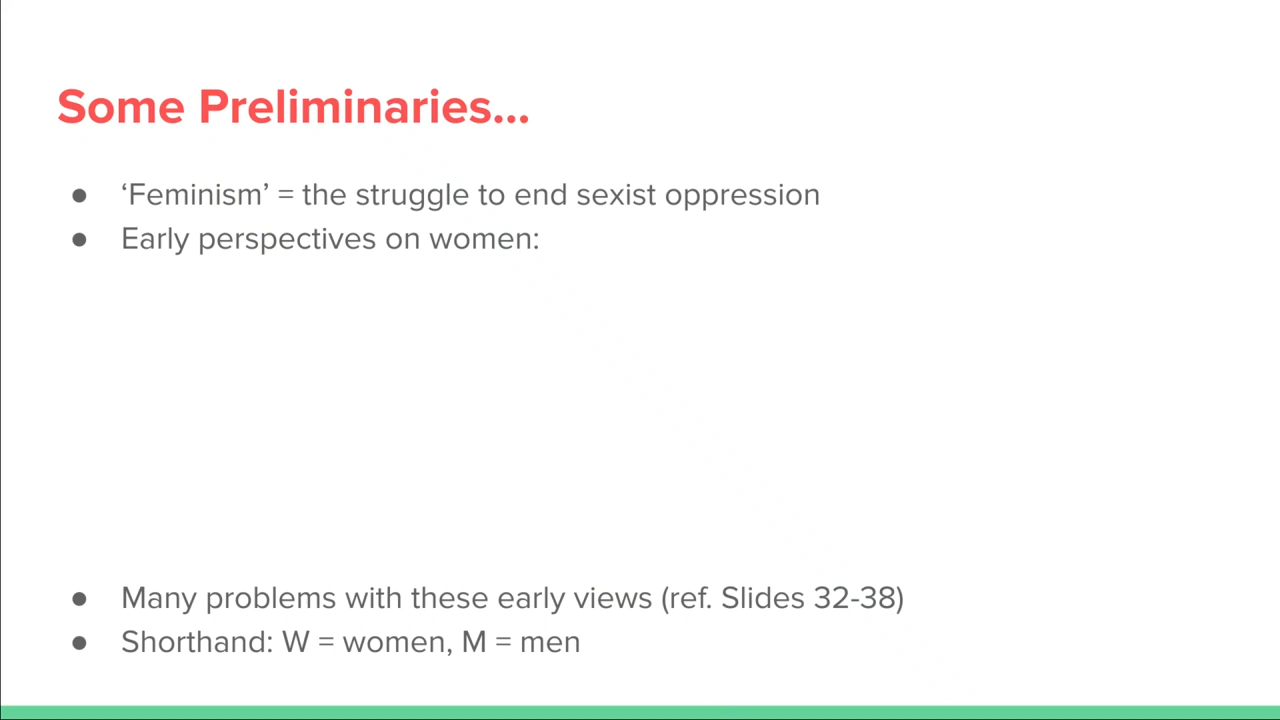 Some Preliminaries...
● ‘Feminism’ = the struggle to end sexist oppression
● Early perspectives on women:
● Many problems with these early views (ref. Slides 32-38)
● Shorthand: W = women, M = men